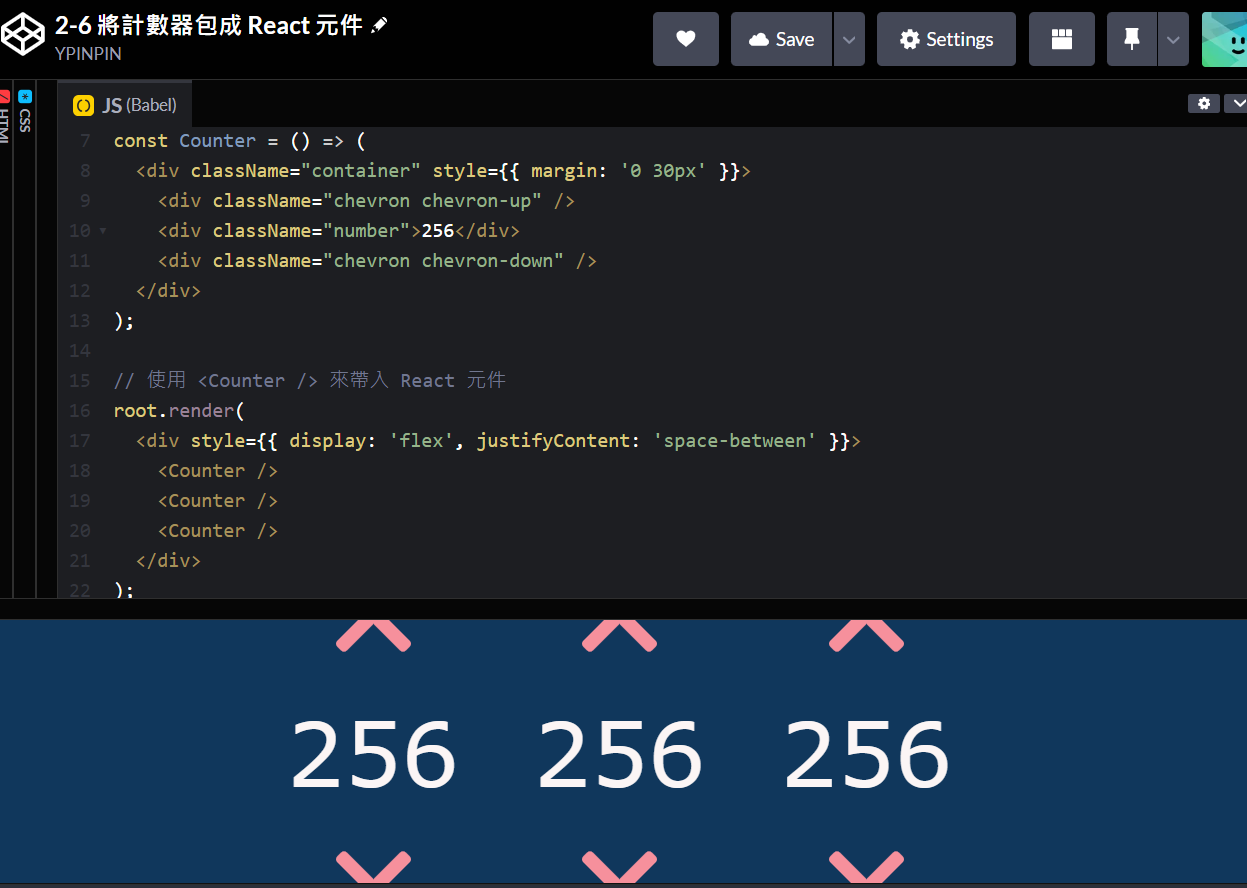 2-6 將計數器包成 React 元件
YPINPIN
Save
Settings
HTML
CSS
JS (Babel)
7 const Counter = () => (
8 <div className="container" style={{ margin: '0 30px' }}>
9 <div className="chevron chevron-up" />
10 <div className="number">256</div>
11 <div className="chevron chevron-down" />
12 </div>
13 );
14
15 // 使用 <Counter /> 來帶入 React 元件
16 root.render(
17 <div style={{ display: 'flex', justifyContent: 'space-between' }}>
18 <Counter />
19 <Counter />
20 <Counter />
21 </div>
22 );
256 256 256